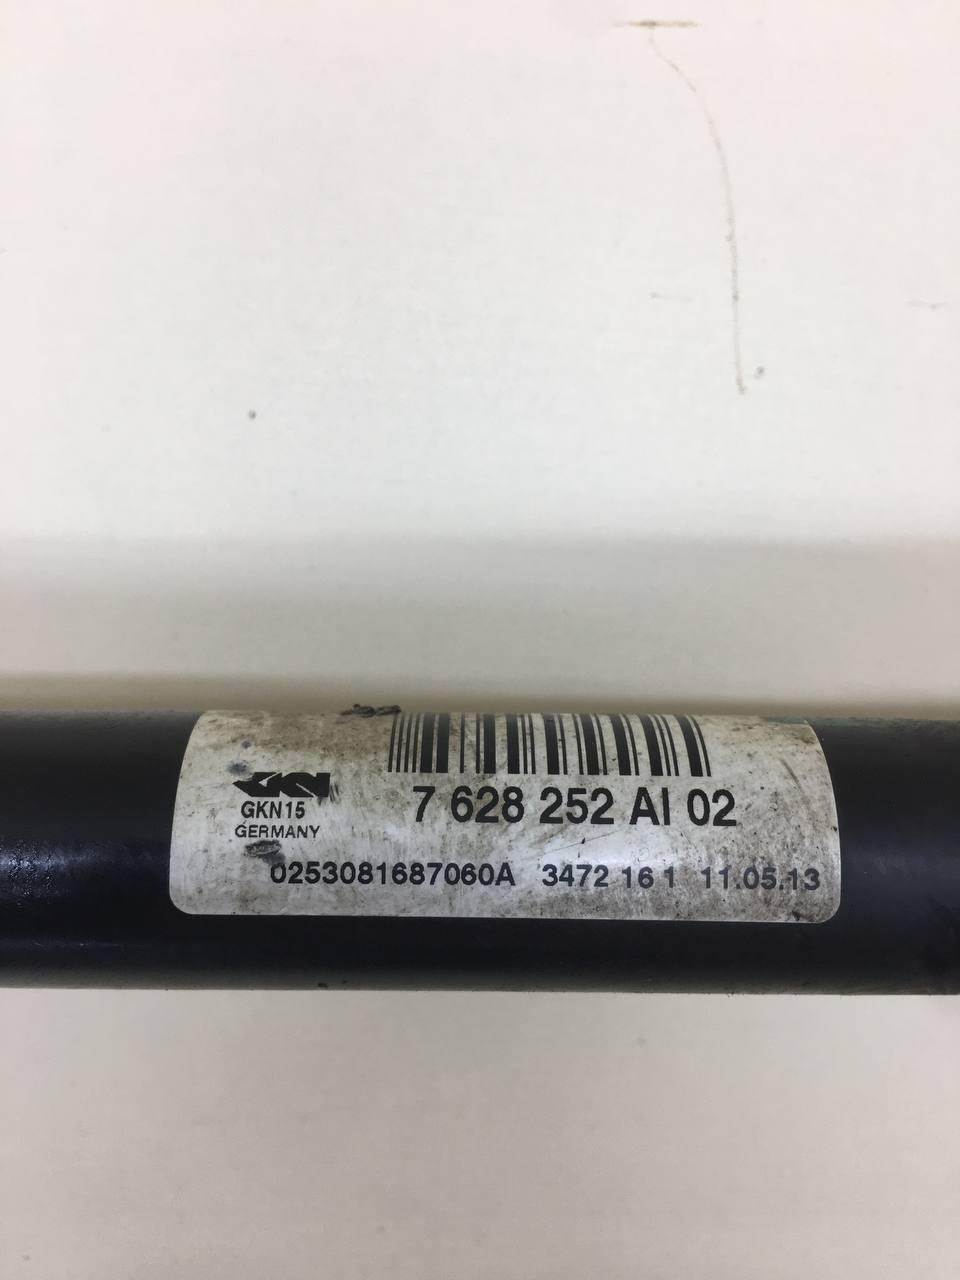 GKN
7 628 252 AI 02
GKN15
GERMANY
0253081687060A 3472 16 1 11.05.13